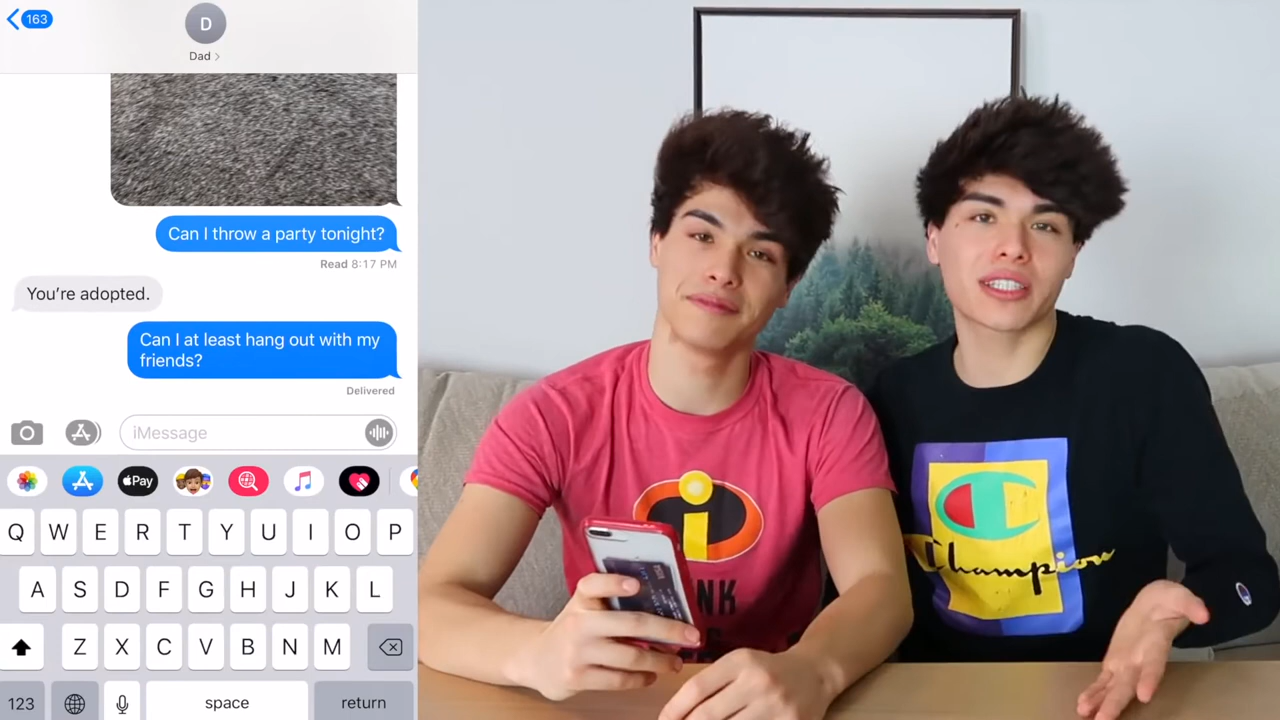 163
D
Dad
Can I throw a party tonight?
Read 8:17 PM
You're adopted.
Can I at least hang out with my
friends?
Delivered
iMessage
Pay
Q W E R T Y U I O P
A S D F G H J K L
Z X C V B N M
123 space return
i
C
Champion